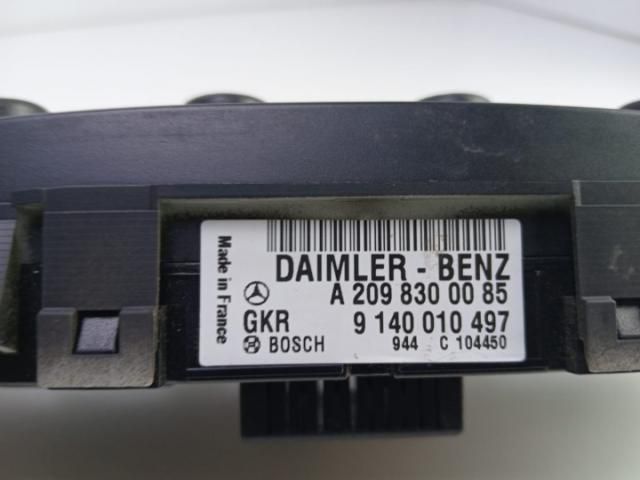 Made in France
DAIMLER - BENZ
A 209 830 00 85
GKR 9 140 010 497
BOSCH 944 C 104450